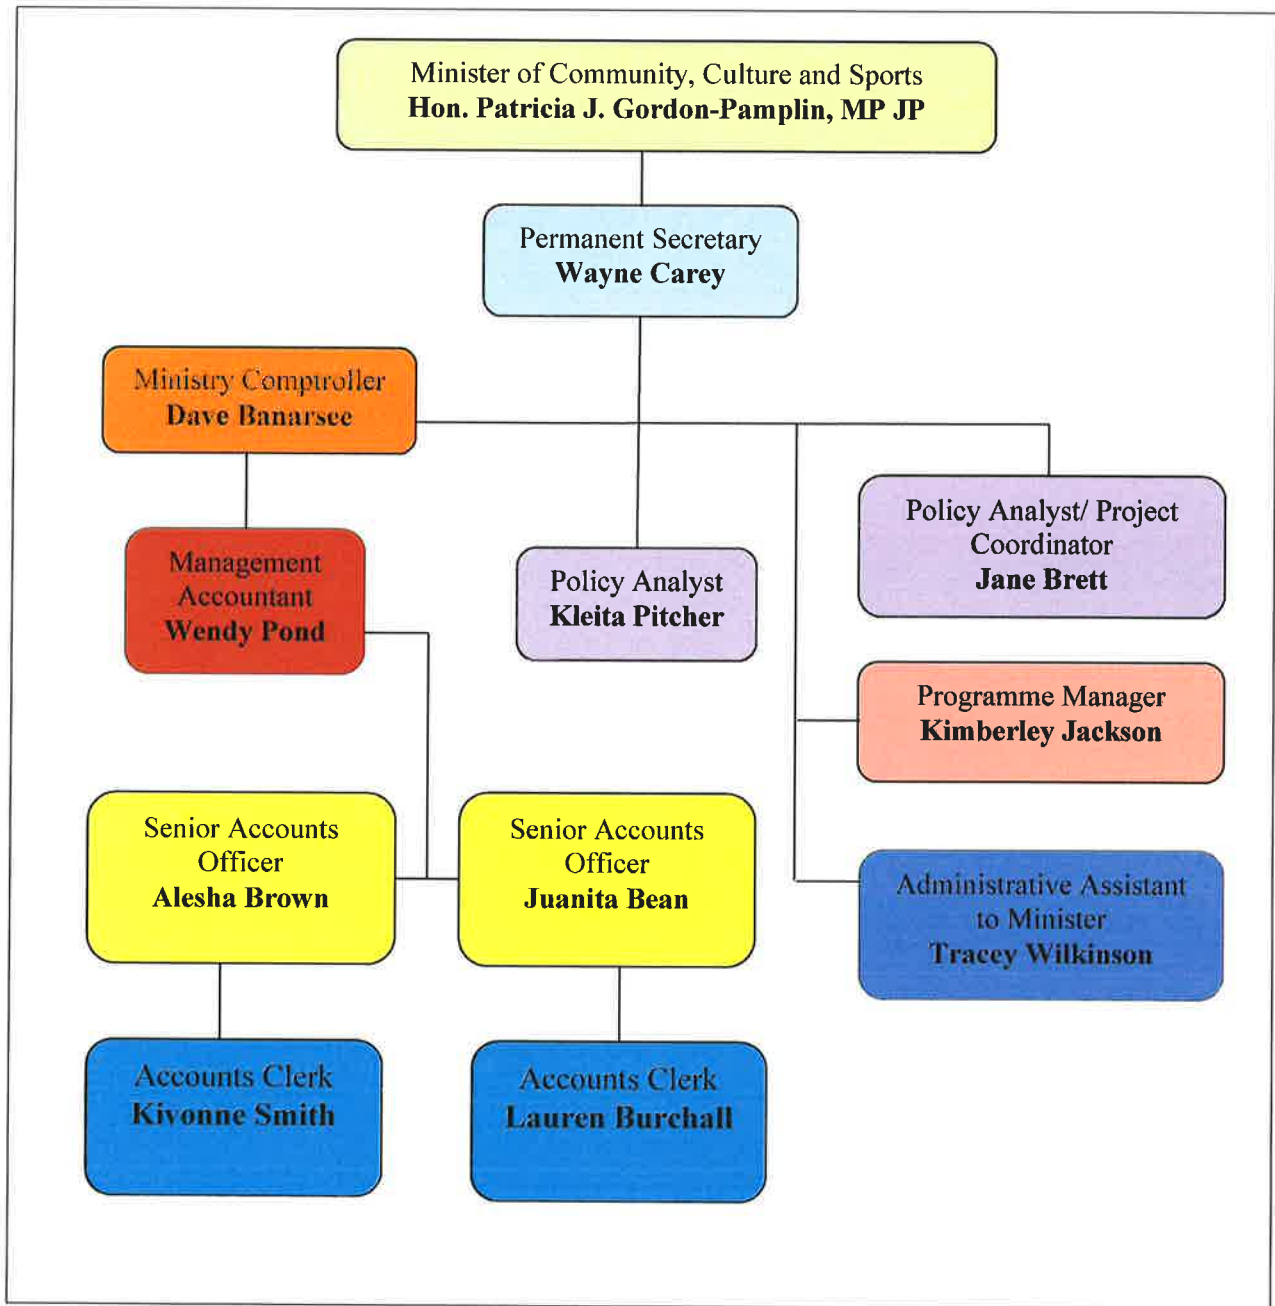 Minister of Community, Culture and Sports
Hon. Patricia J. Gordon-Pamplin, MP JP
Permanent Secretary
Wayne Carey
Ministry Comptroller
Dave Banarsee
Management
Accountant
Wendy Pond
Policy Analyst
Kleita Pitcher
Policy Analyst/ Project
Coordinator
Jane Brett
Programme Manager
Kimberley Jackson
Senior Accounts
Officer
Alesha Brown
Senior Accounts
Officer
Juanita Bean
Administrative Assistant
to Minister
Tracey Wilkinson
Accounts Clerk
Kivonne Smith
Accounts Clerk
Lauren Burchall